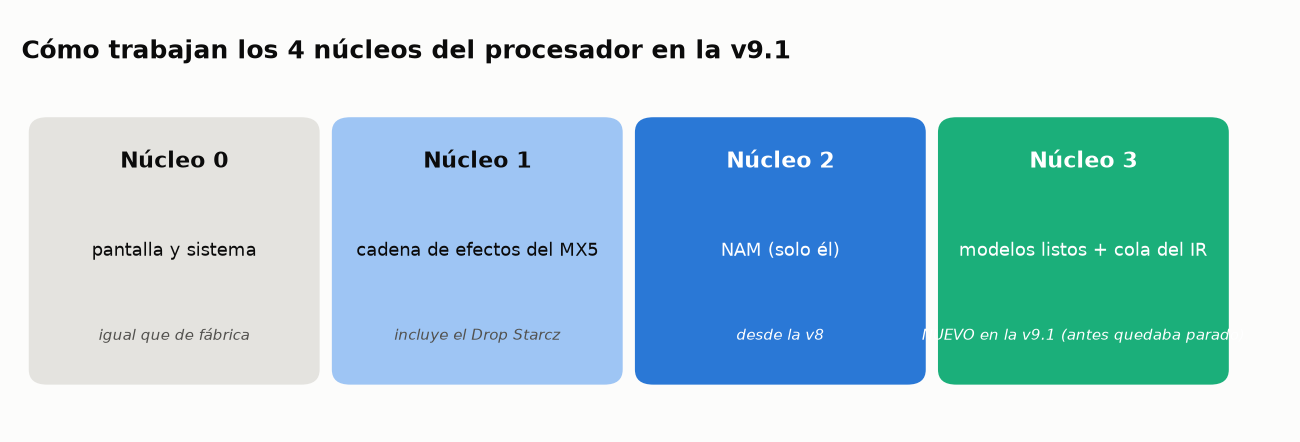 Cómo trabajan los 4 núcleos del procesador en la v9.1
Núcleo 0
pantalla y sistema
igual que de fábrica
Núcleo 1
cadena de efectos del MX5
incluye el Drop Starcz
Núcleo 2
NAM (solo él)
desde la v8
Núcleo 3
modelos listos + cola del IR
NUEVO en la v9.1 (antes quedaba parad